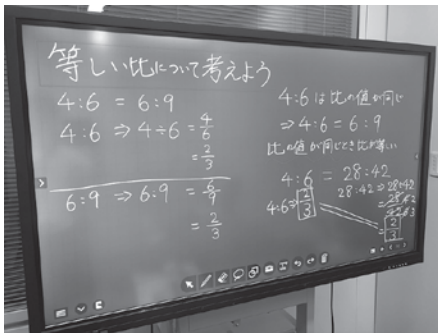 等しい比について考えよう
4:6 = 6:9
4:6 ⇒ 4÷6 = 4/6
= 2/3
6:9 ⇒ 6:9 = 6/9
= 2/3
4:6 は 比の値が同じ
⇒ 4:6 = 6:9
比の値が同じとき比が等しい
4:6 = 28:42
4:6 ⇒ 2/3
28:42 ⇒ 28÷42
= 2/3